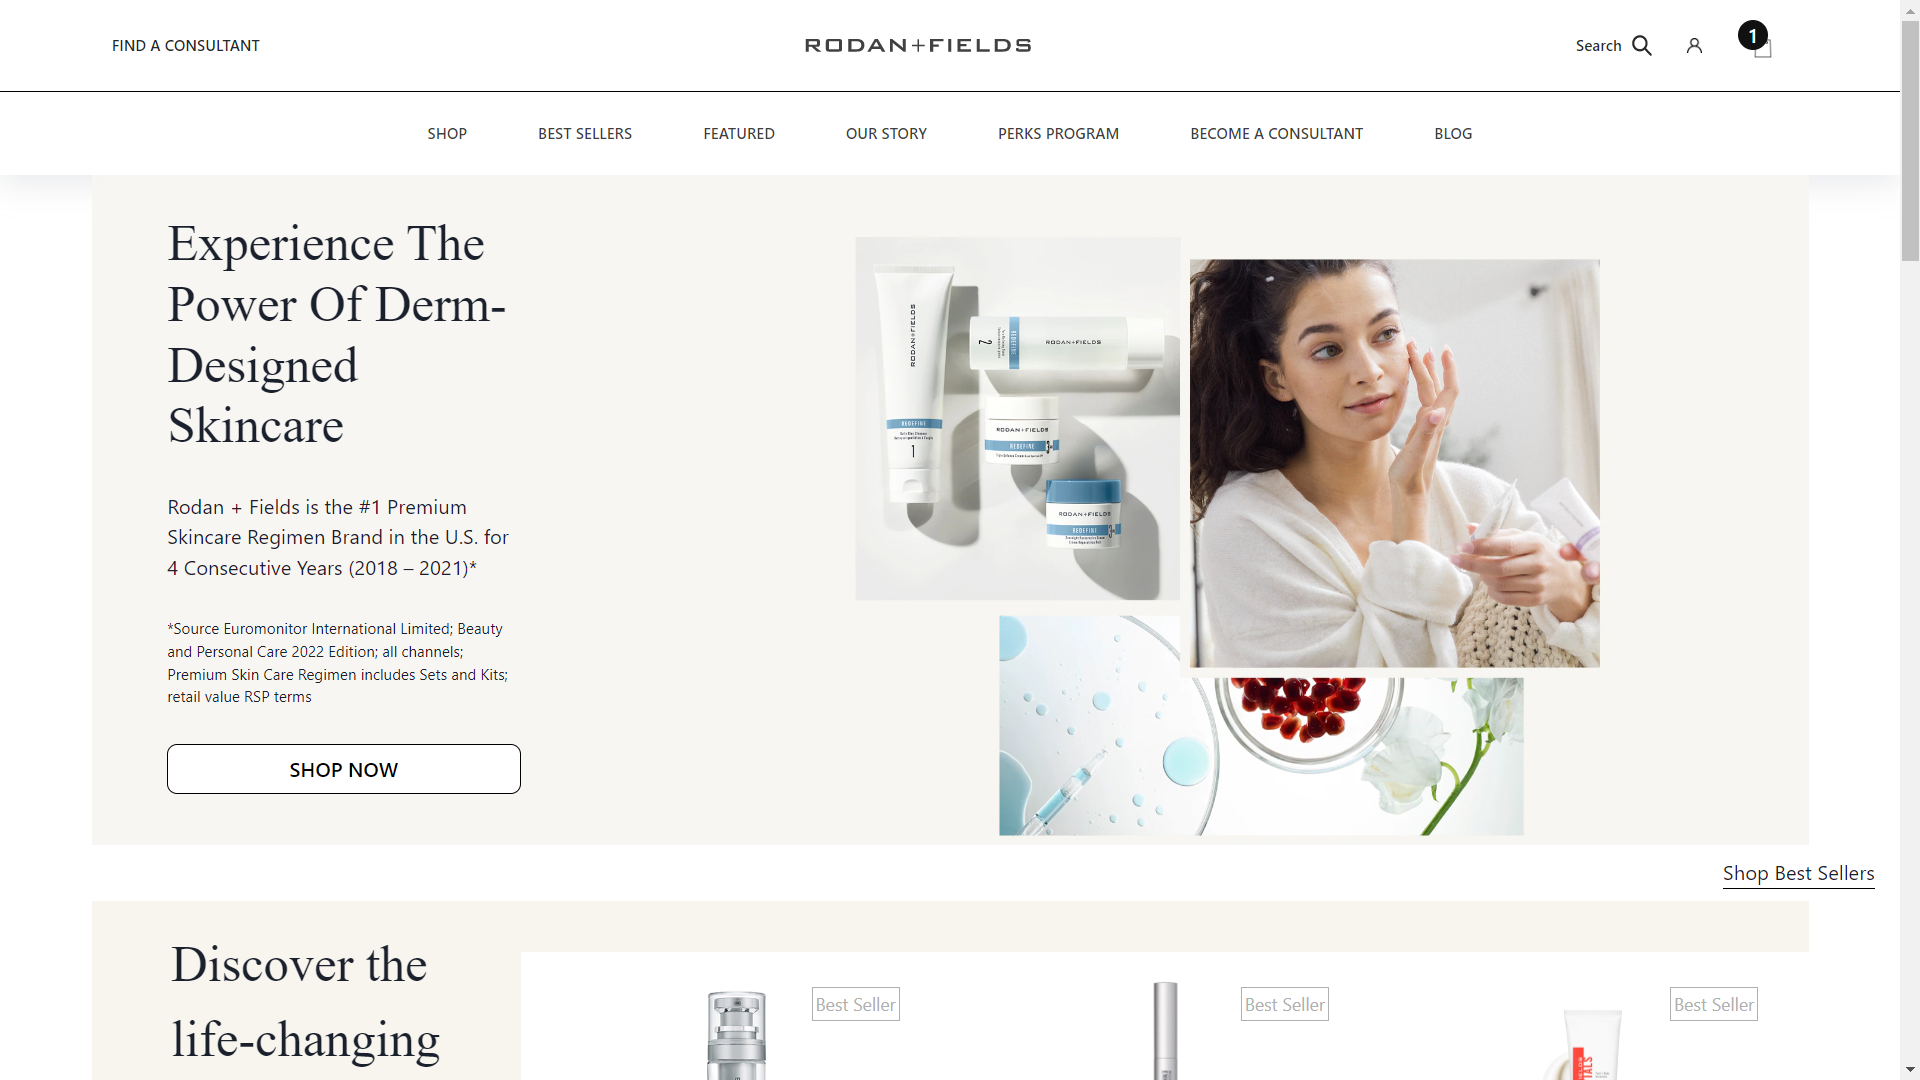 FIND A CONSULTANT
RODAN+FIELDS
Search
1
SHOP
BEST SELLERS
FEATURED
OUR STORY
PERKS PROGRAM
BECOME A CONSULTANT
BLOG
Experience The
Power Of Derm-
Designed
Skincare
Rodan + Fields is the #1 Premium
Skincare Regimen Brand in the U.S. for
4 Consecutive Years (2018 – 2021)*
*Source Euromonitor International Limited; Beauty
and Personal Care 2022 Edition; all channels;
Premium Skin Care Regimen includes Sets and Kits;
retail value RSP terms
SHOP NOW
RODAN+FIELDS
REDEFINE
1
REDEFINE
2
RODAN+FIELDS
RODAN+FIELDS
REDEFINE
RODAN+FIELDS
REDEFINE
Shop Best Sellers
Discover the
life-changing
Best Seller
Best Seller
Best Seller